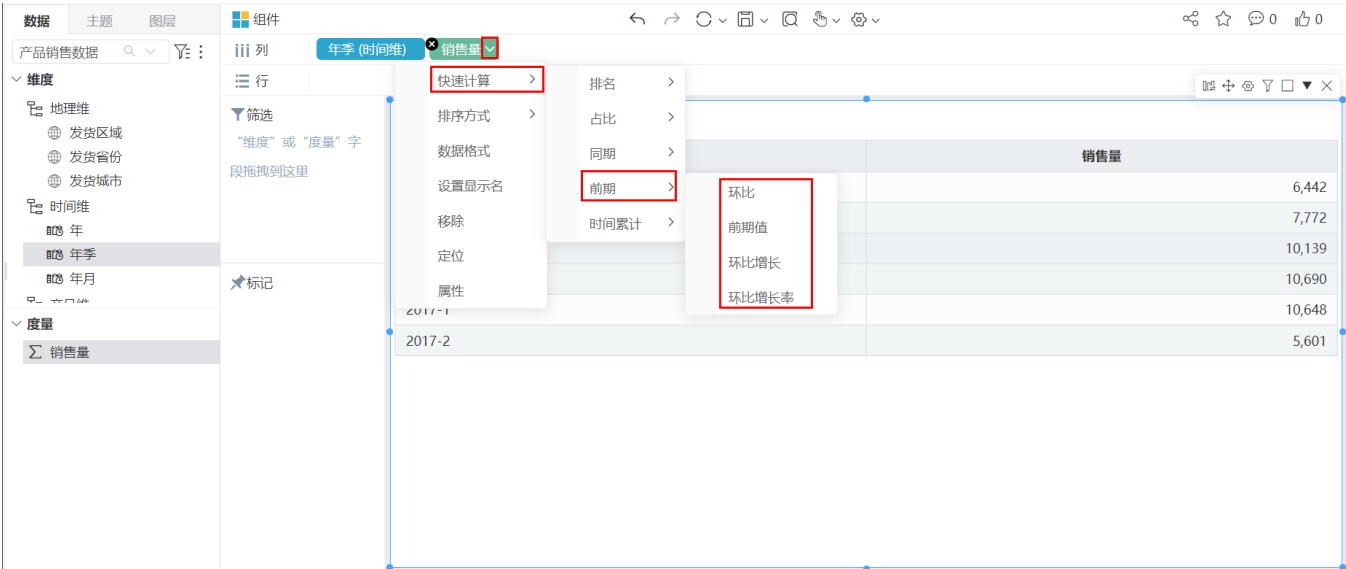 数据 主题 图层
组件
0 0
产品销售数据
列 年季 (时间维) 销售量
行
维度
地理维
发货区域
发货省份
发货城市
时间维
年
年季
年月
度量
销售量
筛选
“维度”或“度量”字
段拖拽到这里
标记
快速计算
排序方式
数据格式
设置显示名
移除
定位
属性
排名
占比
同期
前期
时间累计
环比
前期值
环比增长
环比增长率
销售量
6,442
7,772
10,139
10,690
2017-1 10,648
2017-2 5,601